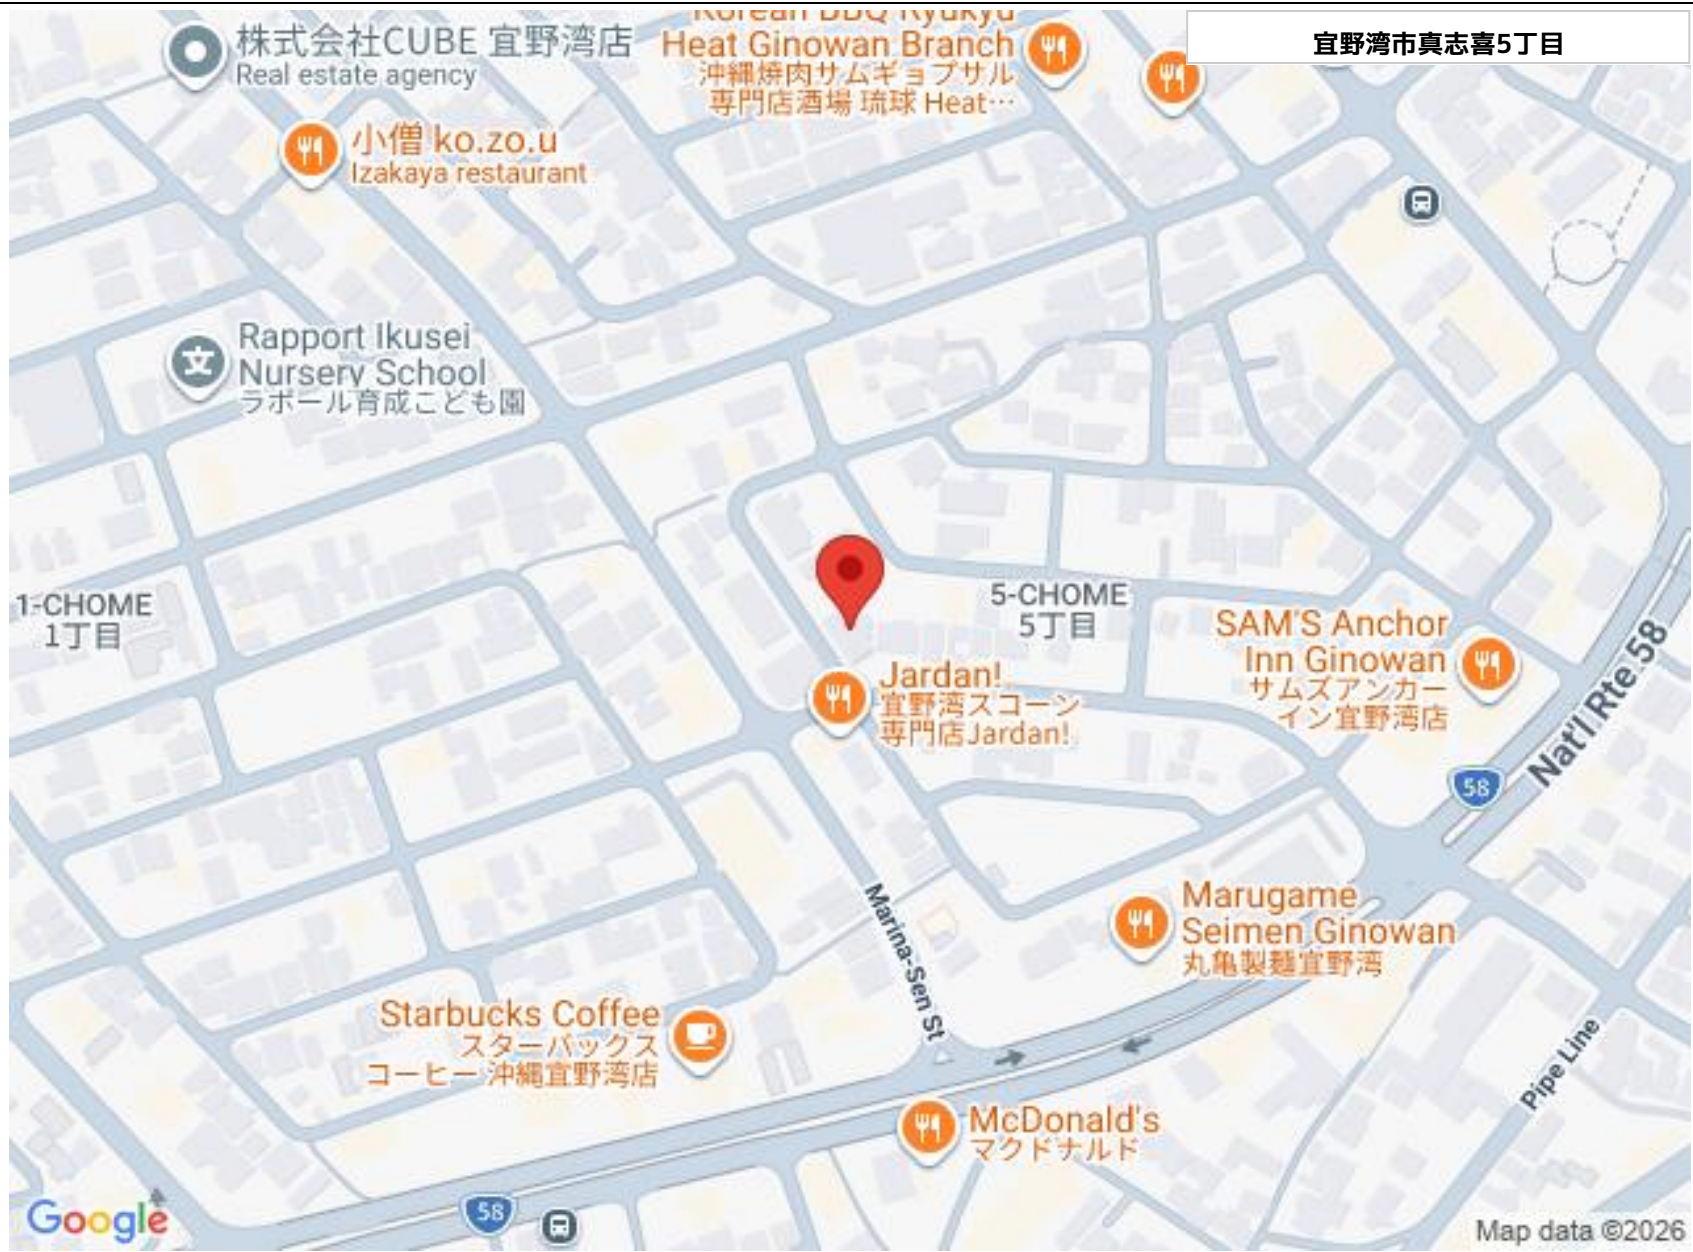 Korean BBQ Ryukyu
Heat Ginowan Branch
沖縄焼肉サムギョプサル
専門店酒場 琉球 Heat…
宜野湾市真志喜5丁目
株式会社CUBE 宜野湾店
Real estate agency
小僧 ko.zo.u
Izakaya restaurant
Rapport Ikusei
Nursery School
ラポール育成こども園
1-CHOME
1丁目
5-CHOME
5丁目
SAM'S Anchor
Inn Ginowan
サムズアンカー
イン宜野湾店
Nat'l Rte 58
58
Jardan!
宜野湾スコーン
専門店Jardan!
Marugame
Seimen Ginowan
丸亀製麺宜野湾
Marina-Sen St
Starbucks Coffee
スターバックス
コーヒー 沖縄宜野湾店
Pipe Line
McDonald's
マクドナルド
58
Google
Map data ©2026